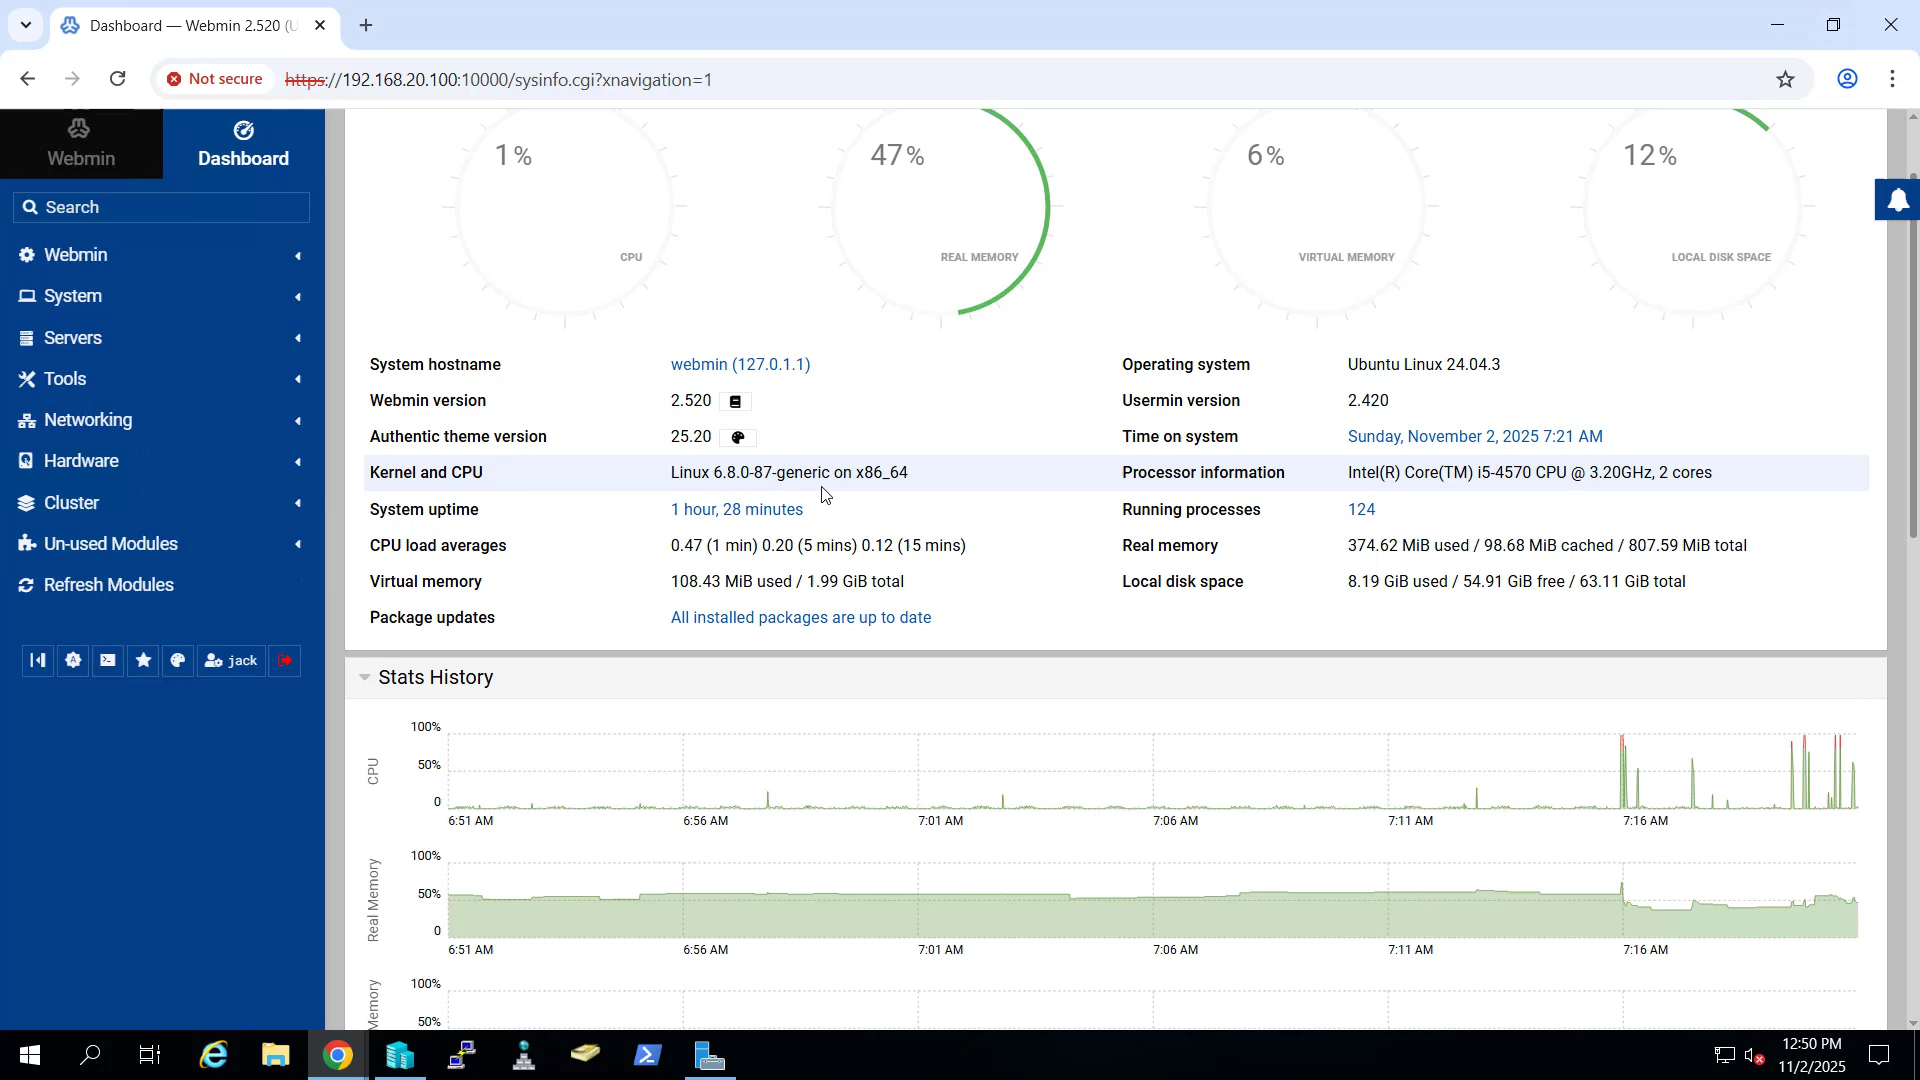 Dashboard — Webmin 2.520 (U
Not secure
https://192.168.20.100:10000/sysinfo.cgi?xnavigation=1
Webmin
Dashboard
Search
Webmin
System
Servers
Tools
Networking
Hardware
Cluster
Un-used Modules
Refresh Modules
jack
1%
CPU
47%
REAL MEMORY
6%
VIRTUAL MEMORY
12%
LOCAL DISK SPACE
System hostname webmin (127.0.1.1) Operating system Ubuntu Linux 24.04.3
Webmin version 2.520 Usermin version 2.420
Authentic theme version 25.20 Time on system Sunday, November 2, 2025 7:21 AM
Kernel and CPU Linux 6.8.0-87-generic on x86_64 Processor information Intel(R) Core(TM) i5-4570 CPU @ 3.20GHz, 2 cores
System uptime 1 hour, 28 minutes Running processes 124
CPU load averages 0.47 (1 min) 0.20 (5 mins) 0.12 (15 mins) Real memory 374.62 MiB used / 98.68 MiB cached / 807.59 MiB total
Virtual memory 108.43 MiB used / 1.99 GiB total Local disk space 8.19 GiB used / 54.91 GiB free / 63.11 GiB total
Package updates All installed packages are up to date
Stats History
CPU
100%
50%
0
6:51 AM 6:56 AM 7:01 AM 7:06 AM 7:11 AM 7:16 AM
Real Memory
100%
50%
0
6:51 AM 6:56 AM 7:01 AM 7:06 AM 7:11 AM 7:16 AM
Memory
100%
50%
12:50 PM
11/2/2025